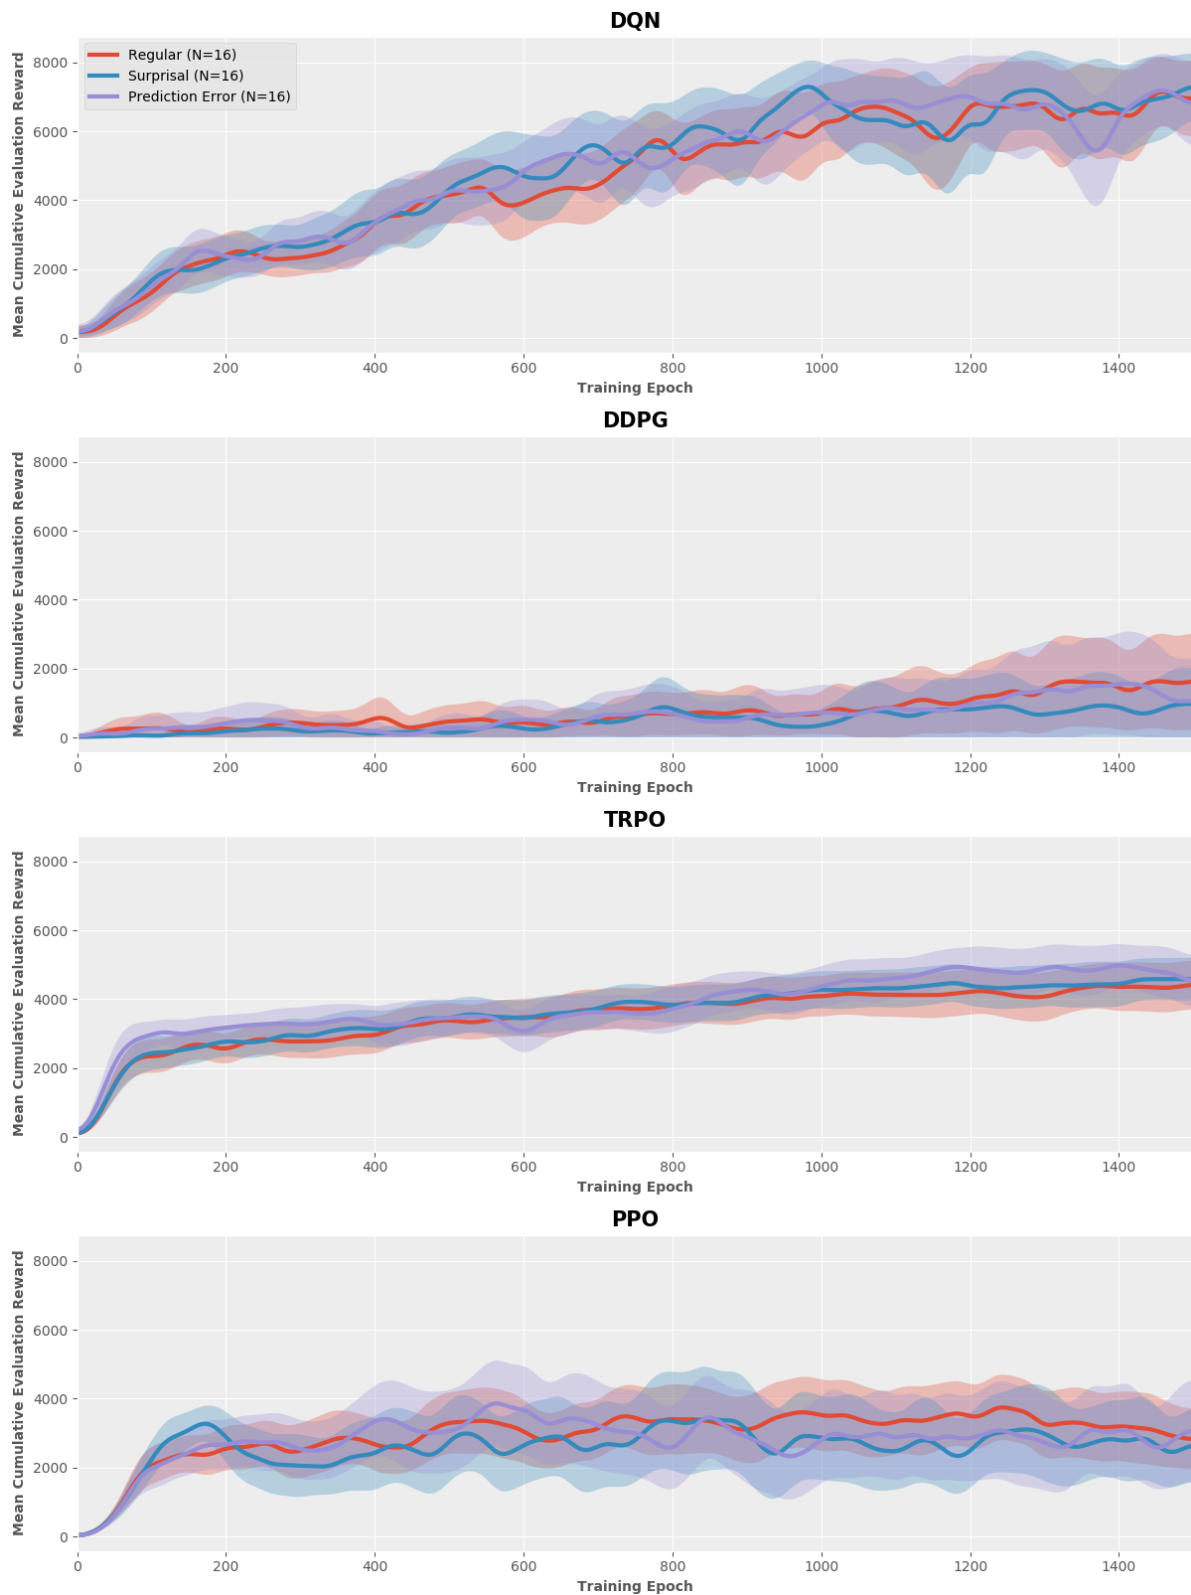 DQN
Mean Cumulative Evaluation Reward
8000
6000
4000
2000
0
Regular (N=16)
Surprisal (N=16)
Prediction Error (N=16)
0 200 400 600 800 1000 1200 1400
Training Epoch
DDPG
Mean Cumulative Evaluation Reward
8000
6000
4000
2000
0
0 200 400 600 800 1000 1200 1400
Training Epoch
TRPO
Mean Cumulative Evaluation Reward
8000
6000
4000
2000
0
0 200 400 600 800 1000 1200 1400
Training Epoch
PPO
Mean Cumulative Evaluation Reward
8000
6000
4000
2000
0
0 200 400 600 800 1000 1200 1400
Training Epoch